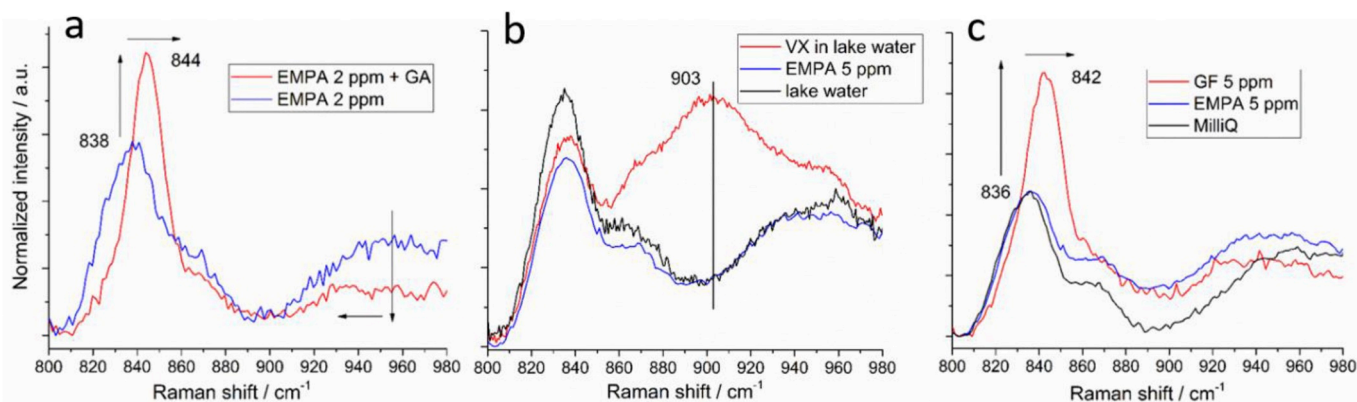 a
844
838
EMPA 2 ppm + GA
EMPA 2 ppm
Normalized intensity / a.u.
800 820 840 860 880 900 920 940 960 980
Raman shift / cm-1
b
903
VX in lake water
EMPA 5 ppm
lake water
800 820 840 860 880 900 920 940 960 980
Raman shift / cm-1
c
842
836
GF 5 ppm
EMPA 5 ppm
MilliQ
800 820 840 860 880 900 920 940 960 980
Raman shift / cm-1